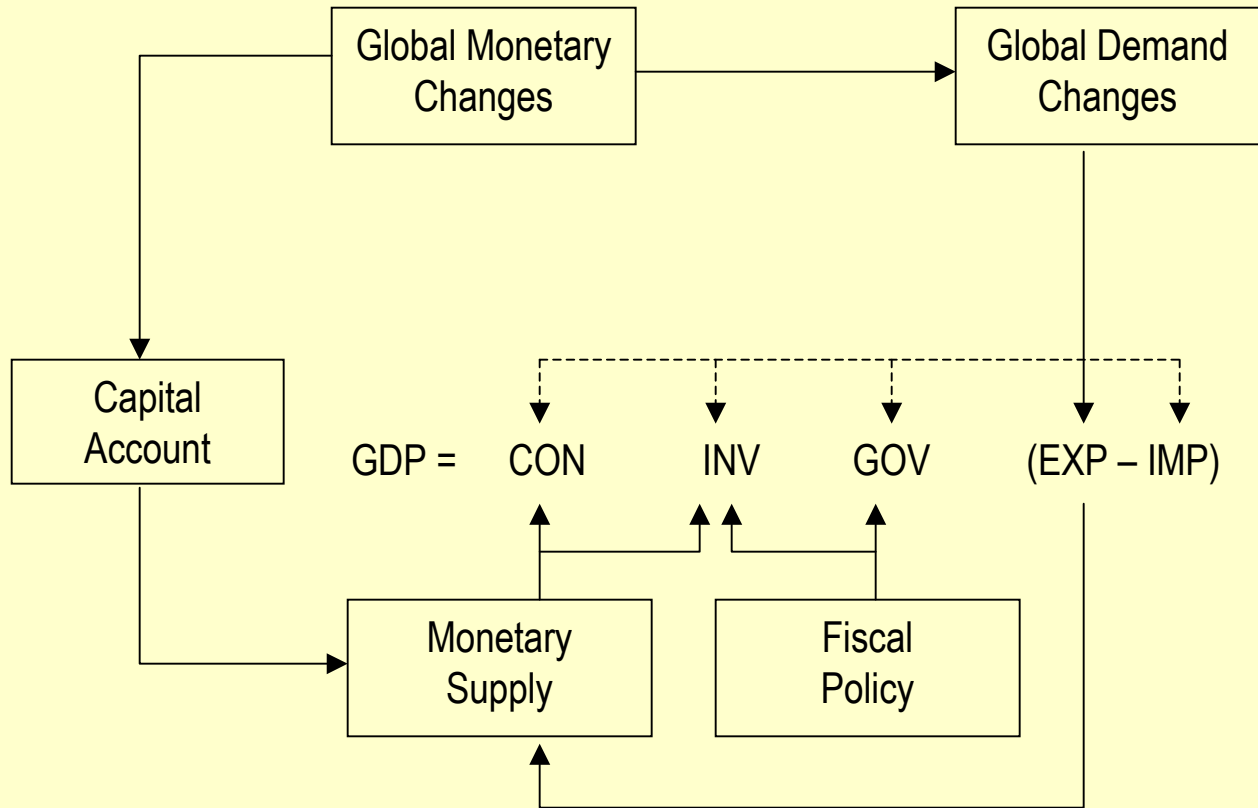 Global Monetary
Changes
Global Demand
Changes
Capital
Account
GDP = CON INV GOV (EXP – IMP)
Monetary
Supply
Fiscal
Policy